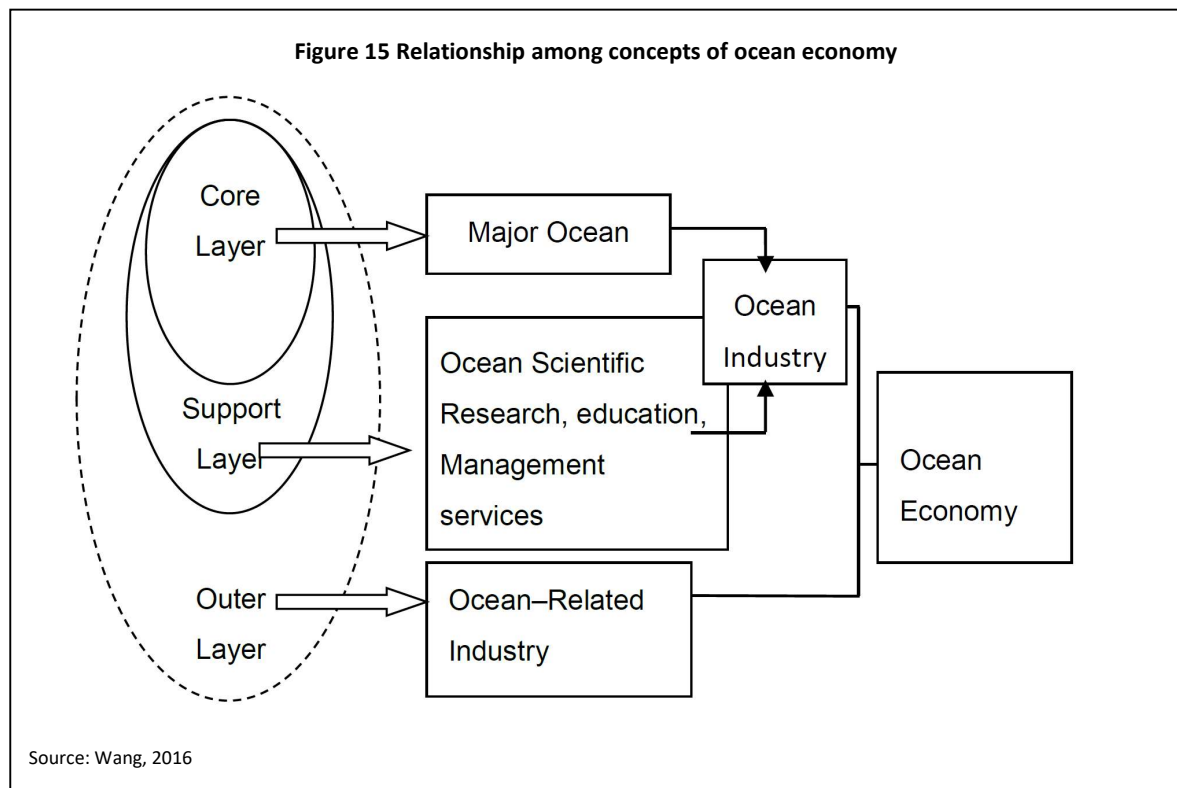 Figure 15 Relationship among concepts of ocean economy
Core
Layer
Major Ocean
Ocean
Industry
Ocean Scientific
Research, education,
Management
services
Support
Layer
Ocean
Economy
Outer
Layer
Ocean–Related
Industry
Source: Wang, 2016